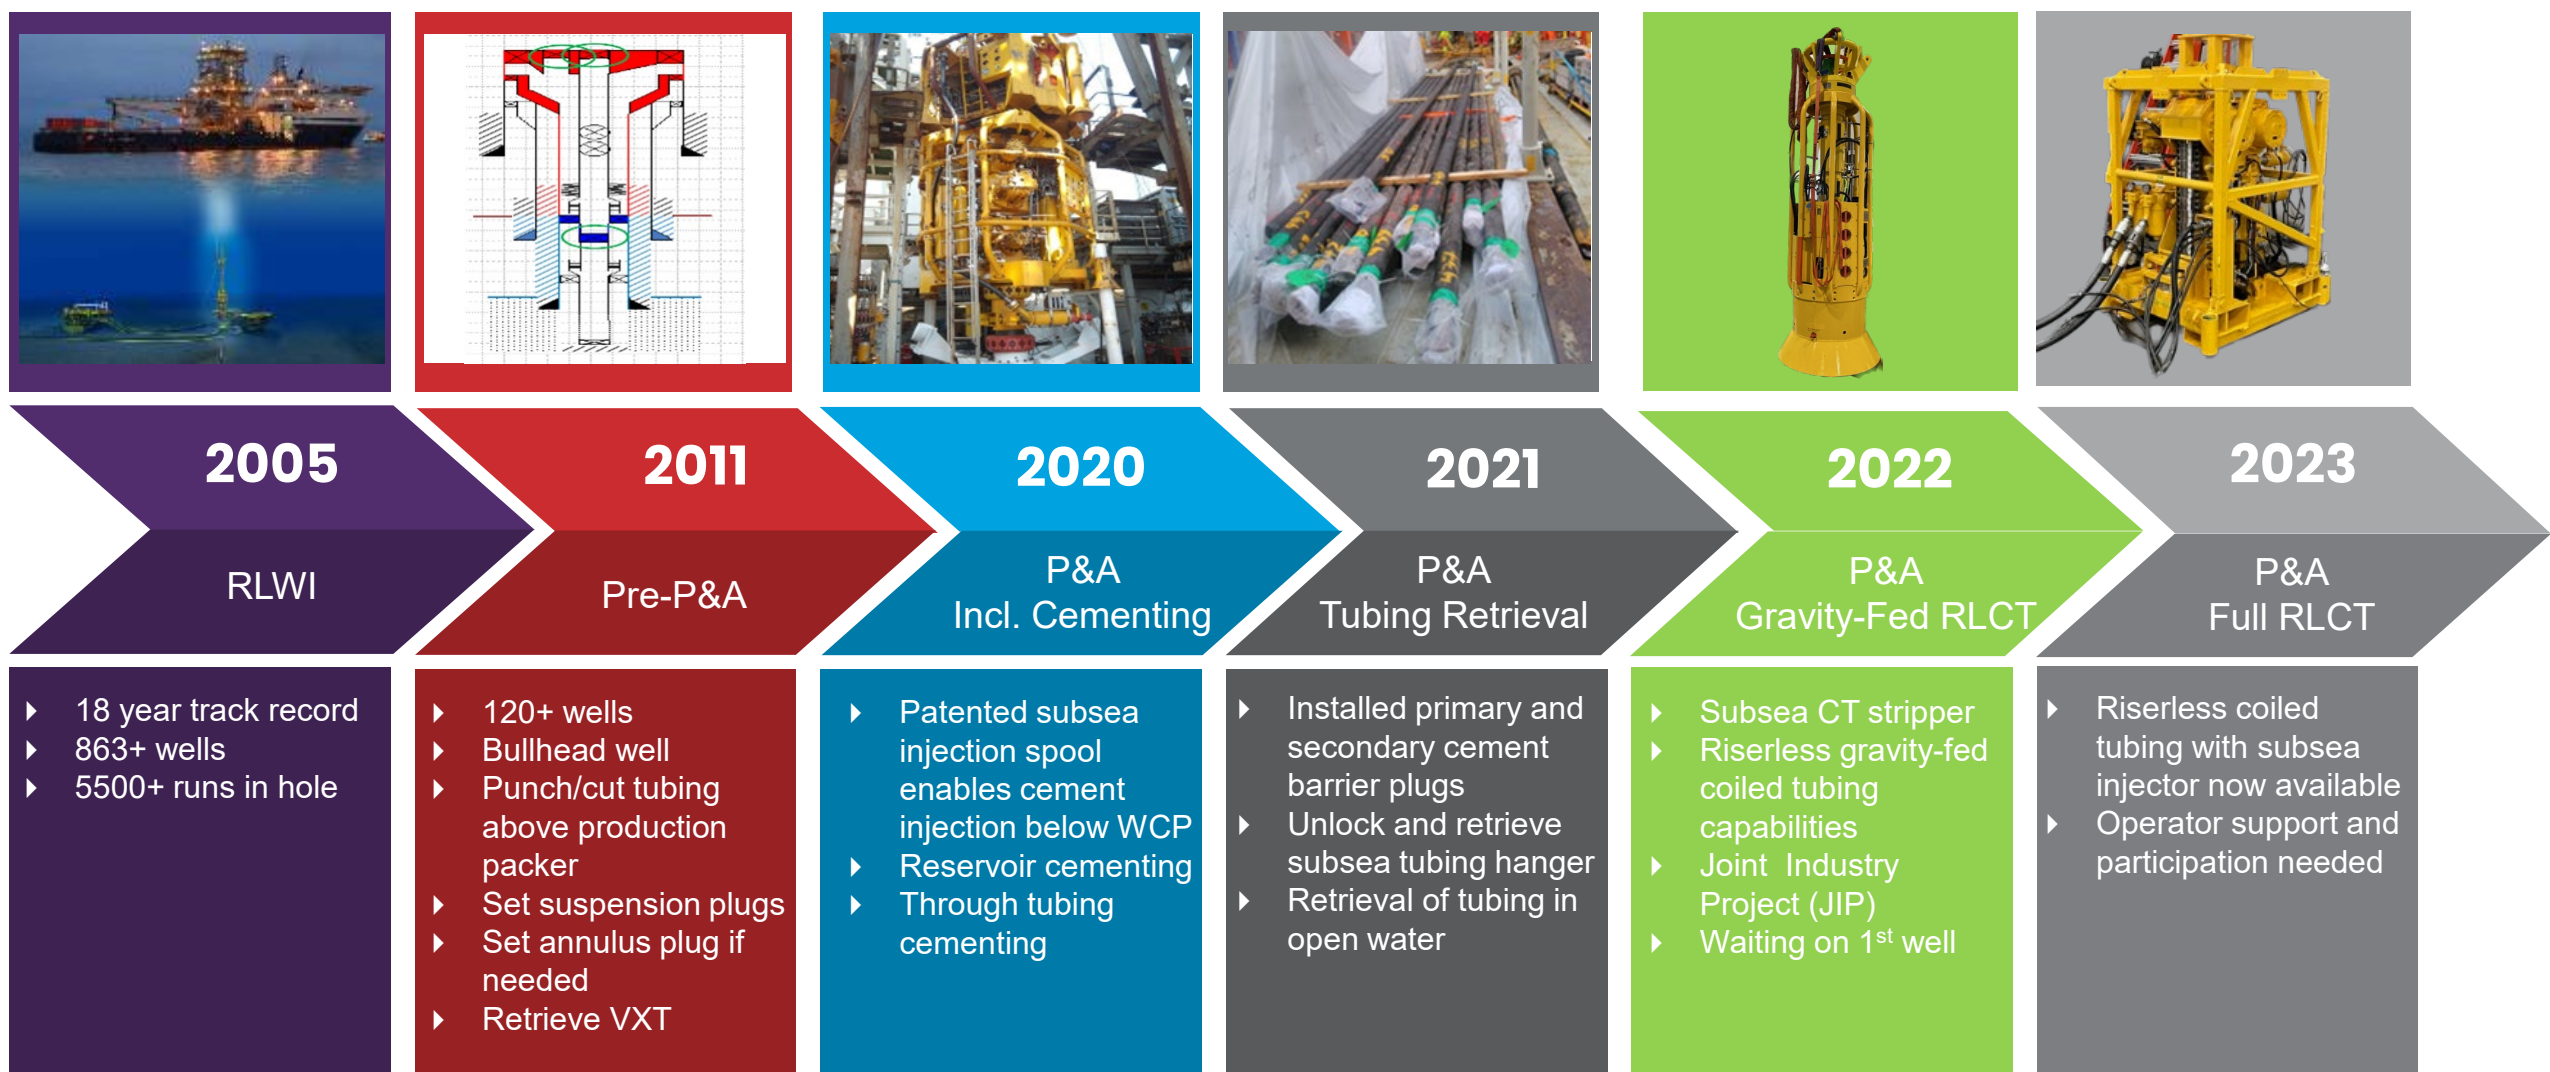 2005
RLWI
18 year track record
863+ wells
5500+ runs in hole
2011
Pre-P&A
120+ wells
Bullhead well
Punch/cut tubing
above production
packer
Set suspension plugs
Set annulus plug if
needed
Retrieve VXT
2020
P&A
Incl. Cementing
Patented subsea
injection spool
enables cement
injection below WCP
Reservoir cementing
Through tubing
cementing
2021
P&A
Tubing Retrieval
Installed primary and
secondary cement
barrier plugs
Unlock and retrieve
subsea tubing hanger
Retrieval of tubing in
open water
2022
P&A
Gravity-Fed RLCT
Subsea CT stripper
Riserless gravity-fed
coiled tubing
capabilities
Joint  Industry
Project (JIP)
Waiting on 1st well
2023
P&A
Full RLCT
Riserless coiled
tubing with subsea
injector now available
Operator support and
participation needed